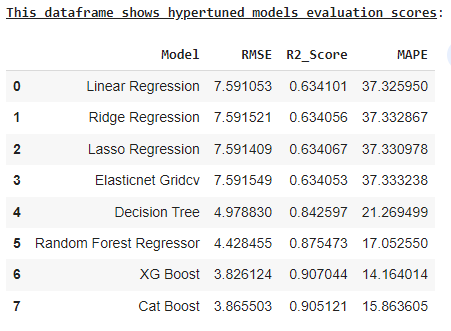 This dataframe shows hypertuned models evaluation scores:
Model RMSE R2_Score MAPE
0 Linear Regression 7.591053 0.634101 37.325950
1 Ridge Regression 7.591521 0.634056 37.332867
2 Lasso Regression 7.591409 0.634067 37.330978
3 Elasticnet Gridcv 7.591549 0.634053 37.333238
4 Decision Tree 4.978830 0.842597 21.269499
5 Random Forest Regressor 4.428455 0.875473 17.052550
6 XG Boost 3.826124 0.907044 14.164014
7 Cat Boost 3.865503 0.905121 15.863605